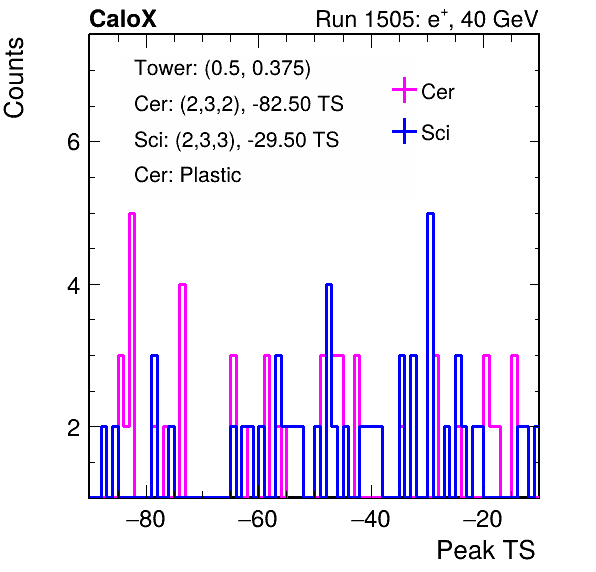 CaloX Run 1505: e⁺, 40 GeV
Counts
Tower: (0.5, 0.375)
Cer: (2,3,2), -82.50 TS
Sci: (2,3,3), -29.50 TS
Cer: Plastic
Cer
Sci
6
4
2
−80 −60 −40 −20
Peak TS